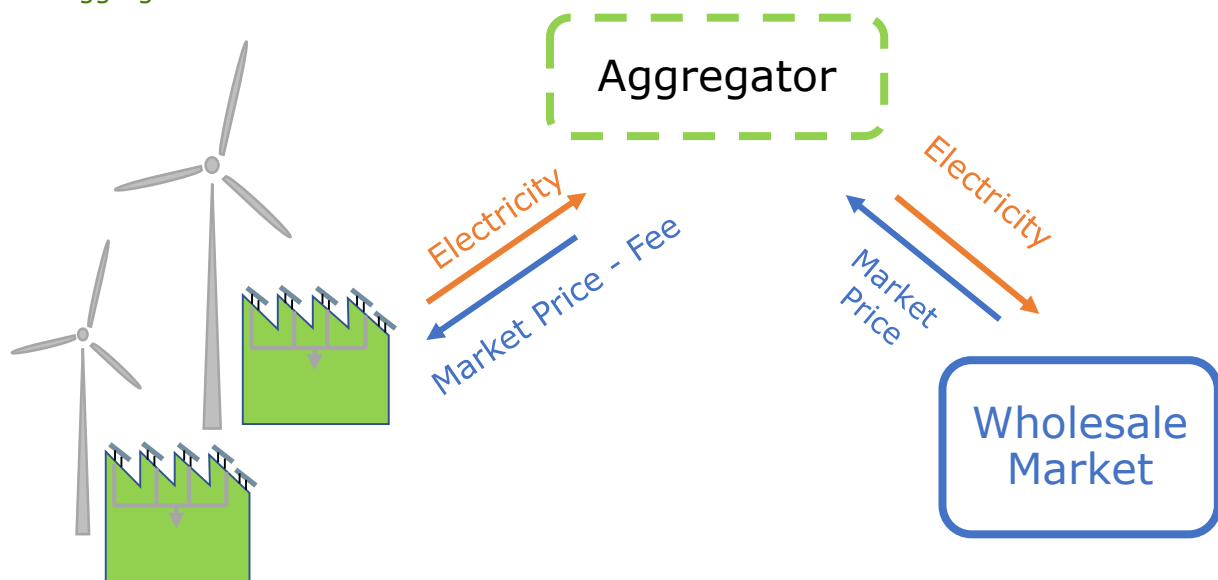 Aggregator
Electricity
Market Price - Fee
Electricity
Market
Price
Wholesale
Market